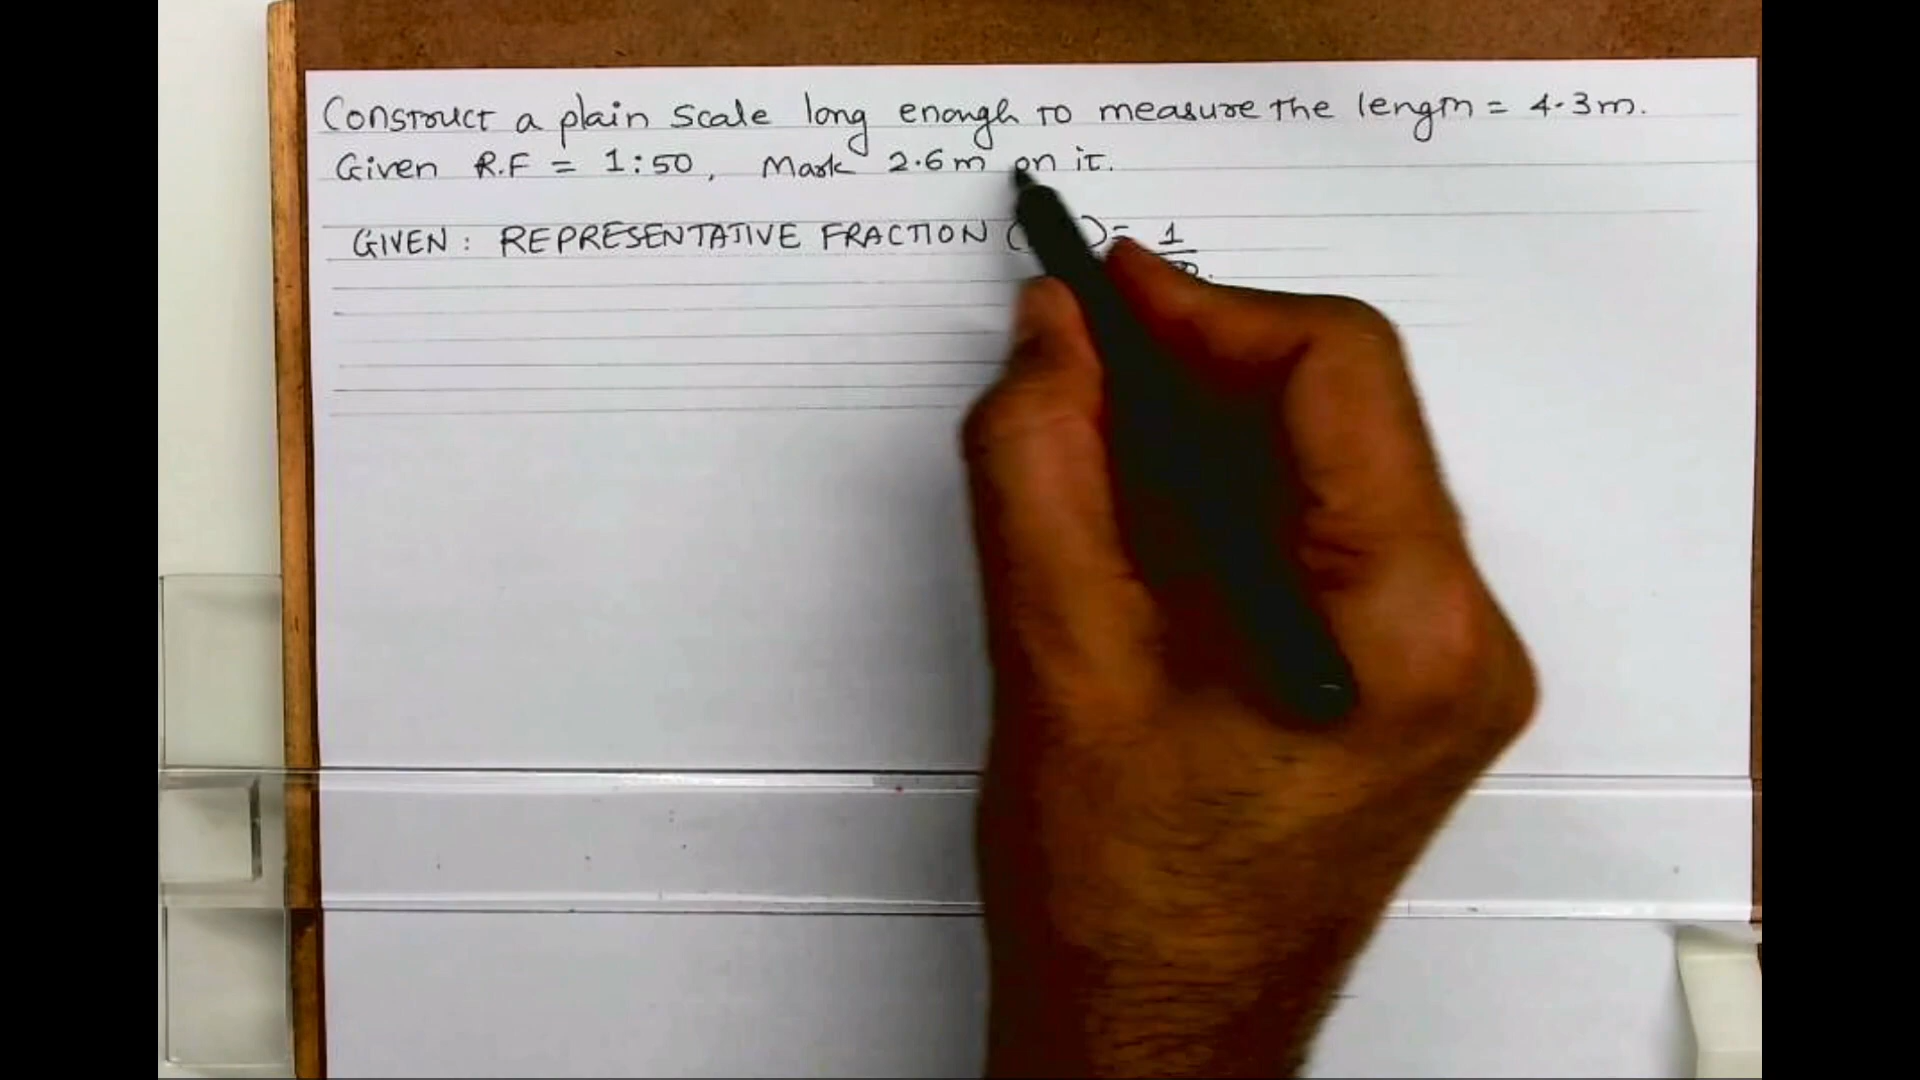 Construct a plain scale long enough to measure the length = 4.3m.
Given R.F = 1:50, Mark 2.6m on it.
GIVEN: REPRESENTATIVE FRACTION ( ) = 1